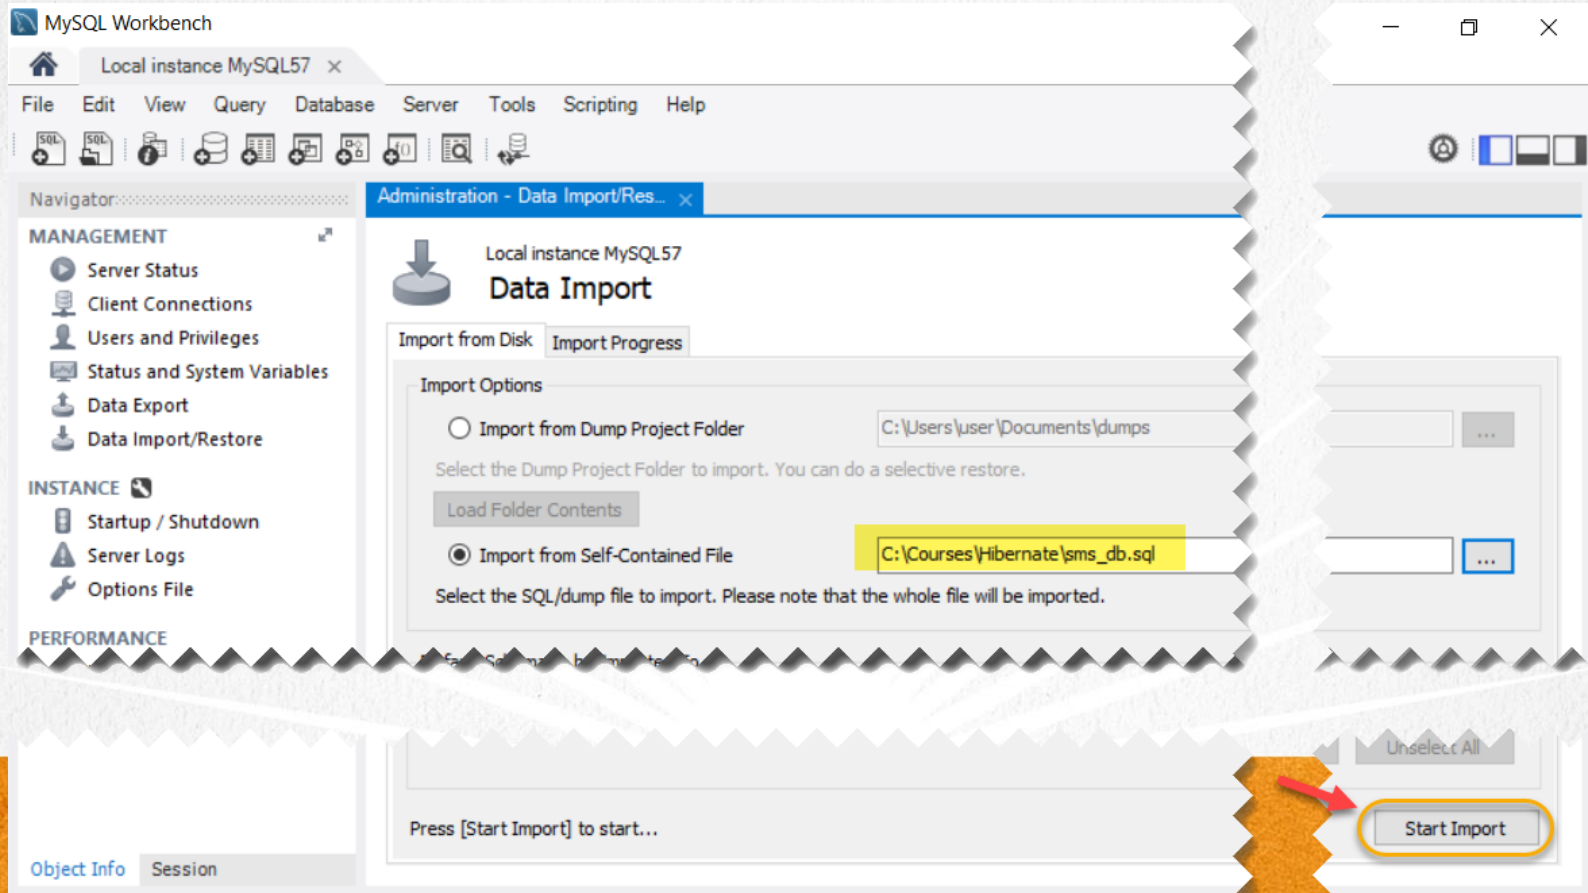 MySQL Workbench
Local instance MySQL57
File Edit View Query Database Server Tools Scripting Help
Navigator
Administration - Data Import/Res...
MANAGEMENT
Server Status
Client Connections
Users and Privileges
Status and System Variables
Data Export
Data Import/Restore
INSTANCE
Startup / Shutdown
Server Logs
Options File
PERFORMANCE
Local instance MySQL57
Data Import
Import from Disk Import Progress
Import Options
Import from Dump Project Folder C:\Users\user\Documents\dumps ...
Select the Dump Project Folder to import. You can do a selective restore.
Load Folder Contents
Import from Self-Contained File C:\Courses\Hibernate\sms_db.sql ...
Select the SQL/dump file to import. Please note that the whole file will be imported.
Unselect All
Press [Start Import] to start... Start Import
Object Info Session